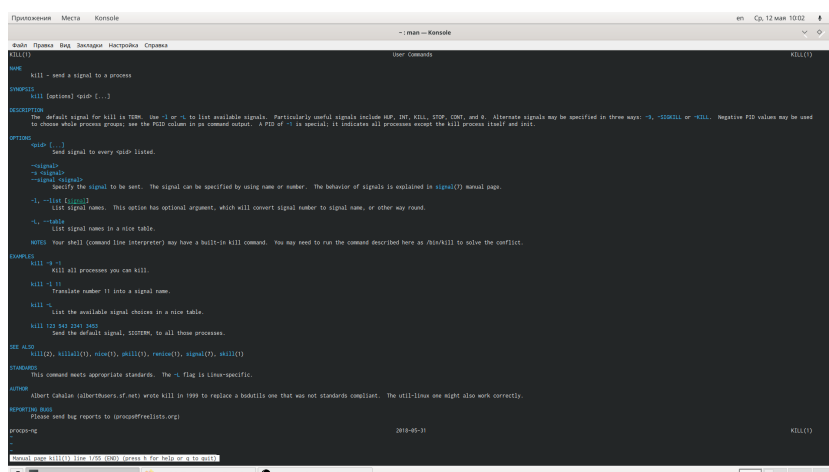 Приложения Места Konsole en Ср, 12 мая 10:02
~ : man — Konsole
Файл Правка Вид Закладки Настройка Справка
KILL(1) User Commands KILL(1)
NAME
kill - send a signal to a process
SYNOPSIS
kill [options] <pid> [...]
DESCRIPTION
The default signal for kill is TERM. Use -l or -L to list available signals. Particularly useful signals include HUP, INT, KILL, STOP, CONT, and 0. Alternate signals may be specified in three ways: -9, -SIGKILL or -KILL. Negative PID values may be used
to choose whole process groups; see the PGID column in ps command output. A PID of -1 is special; it indicates all processes except the kill process itself and init.
OPTIONS
<pid> [...]
Send signal to every <pid> listed.
-<signal>
-s <signal>
--signal <signal>
Specify the signal to be sent. The signal can be specified by using name or number. The behavior of signals is explained in signal(7) manual page.
-l, --list [signal]
List signal names. This option has optional argument, which will convert signal number to signal name, or other way round.
-L, --table
List signal names in a nice table.
NOTES Your shell (command line interpreter) may have a built-in kill command. You may need to run the command described here as /bin/kill to solve the conflict.
EXAMPLES
kill -9 -1
Kill all processes you can kill.
kill -l 11
Translate number 11 into a signal name.
kill -L
List the available signal choices in a nice table.
kill 123 543 2341 3453
Send the default signal, SIGTERM, to all those processes.
SEE ALSO
kill(2), killall(1), nice(1), pkill(1), renice(1), signal(7), skill(1)
STANDARDS
This command meets appropriate standards. The -L flag is Linux-specific.
AUTHOR
Albert Cahalan (albert@users.sf.net) wrote kill in 1999 to replace a bsdutils one that was not standards compliant. The util-linux one might also work correctly.
REPORTING BUGS
Please send bug reports to (procps@freelists.org)
procps-ng 2018-05-31 KILL(1)
~
~
~
Manual page kill(1) line 1/55 (END) (press h for help or q to quit)